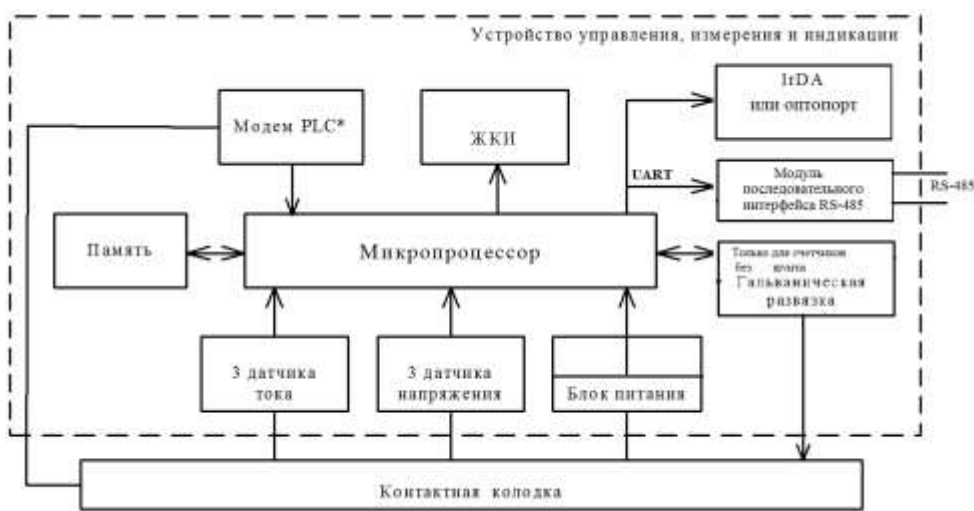 Устройство управления, измерения и индикации
IrDA
или оптопорт
Модем PLC*
ЖКИ
UART
Модуль
последовательного
интерфейса RS-485
RS-485
Память
Микропроцессор
Только для счетчиков
без
Гальваническая
развязка
3 датчика
тока
3 датчика
напряжения
Блок питания
Контактная колодка